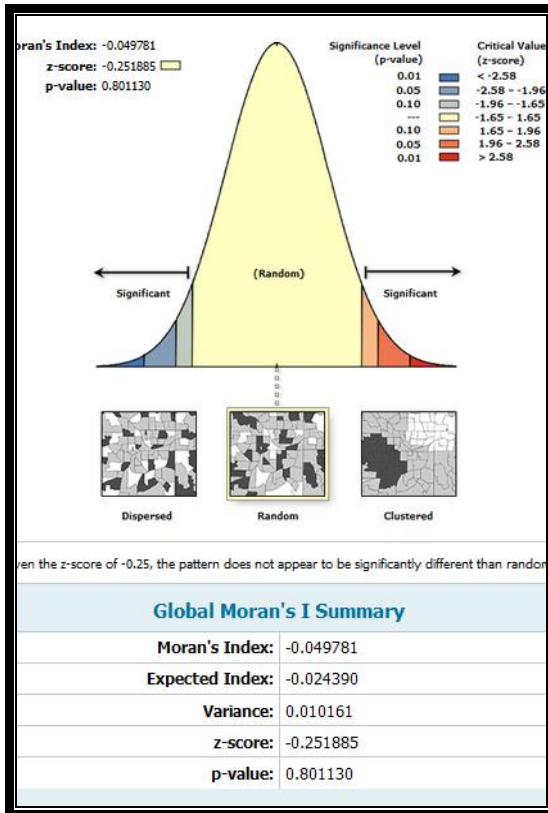 oran's Index: -0.049781
z-score: -0.251885
p-value: 0.801130
Significance Level (p-value) Critical Value (z-score)
0.01 < -2.58
0.05 -2.58 – -1.96
0.10 -1.96 – -1.65
--- -1.65 – 1.65
0.10 1.65 – 1.96
0.05 1.96 – 2.58
0.01 > 2.58
(Random)
Significant Significant
Dispersed Random Clustered
ven the z-score of -0.25, the pattern does not appear to be significantly different than random
Global Moran's I Summary
Moran's Index: -0.049781
Expected Index: -0.024390
Variance: 0.010161
z-score: -0.251885
p-value: 0.801130